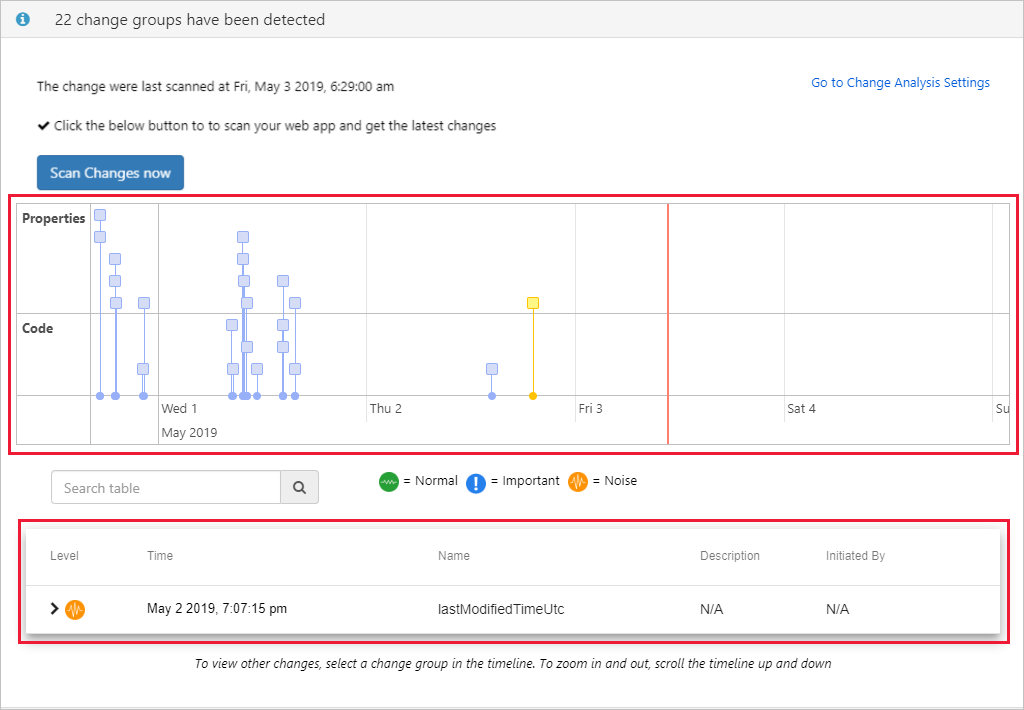 22 change groups have been detected
The change were last scanned at Fri, May 3 2019, 6:29:00 am
Go to Change Analysis Settings
Click the below button to to scan your web app and get the latest changes
Scan Changes now
Properties
Code
Wed 1 Thu 2 Fri 3 Sat 4 Su
May 2019
Search table
= Normal = Important = Noise
Level Time Name Description Initiated By
May 2 2019, 7:07:15 pm lastModifiedTimeUtc N/A N/A
To view other changes, select a change group in the timeline. To zoom in and out, scroll the timeline up and down